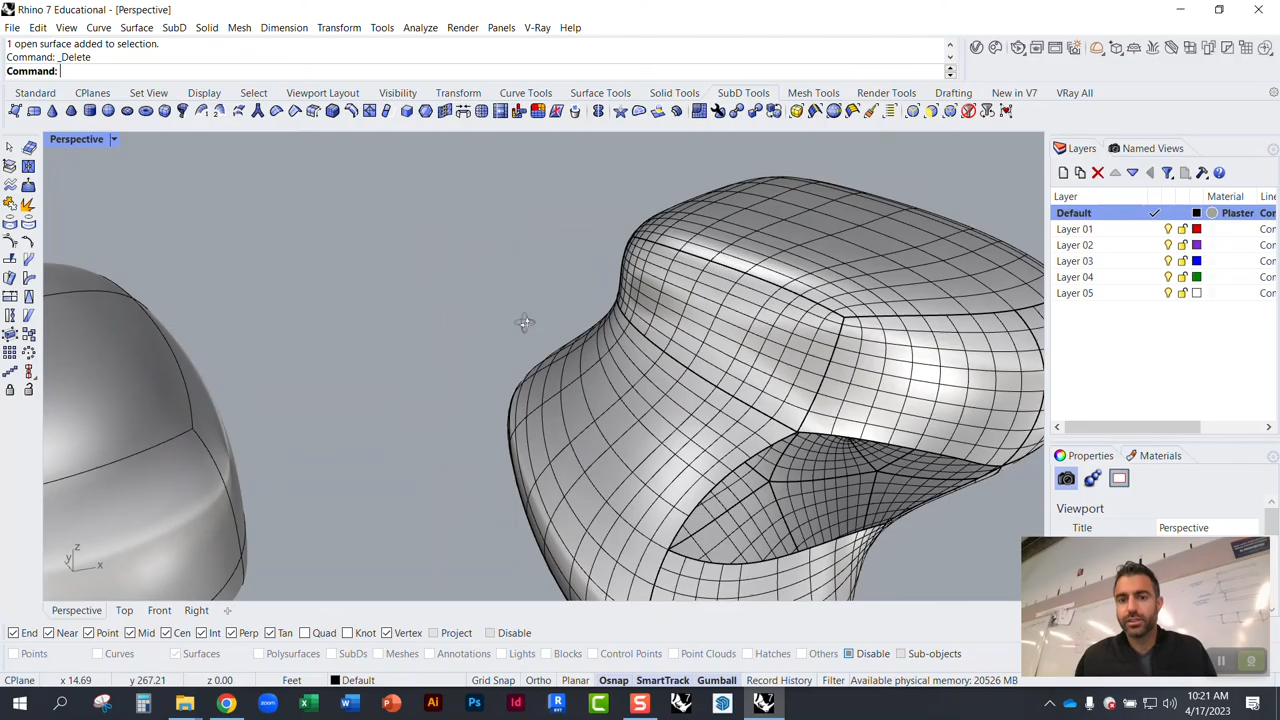 Rhino 7 Educational - [Perspective]
File Edit View Curve Surface Solid SubD Mesh Dimension Transform Tools Analyze Render Panels V-Ray Help
1 open surface added to selection.
Command: _Delete
Command:
Standard CPlanes Set View Display Select Viewport Layout Visibility Transform Curve Tools Surface Tools Solid Tools SubD Tools Mesh Tools Render Tools Drafting New in V7 VRay All
Perspective
Layers Named Views
Layer Material Line
Default Plaster Cor
Layer 01 Cor
Layer 02 Cor
Layer 03 Cor
Layer 04 Cor
Layer 05 Cor
Properties Materials
Viewport
Title Perspective
z
y
x
Perspective Top Front Right
End Near Point Mid Cen Int Perp Tan Quad Knot Vertex Project Disable
Points Curves Surfaces Polysurfaces SubDs Meshes Annotations Lights Blocks Control Points Point Clouds Hatches Others Disable Sub-objects
CPlane x 14.69 y 267.21 z 0.00 Feet Default Grid Snap Ortho Planar Osnap SmartTrack Gumball Record History Filter Available physical memory: 20526 MB
10:21 AM
4/17/2023